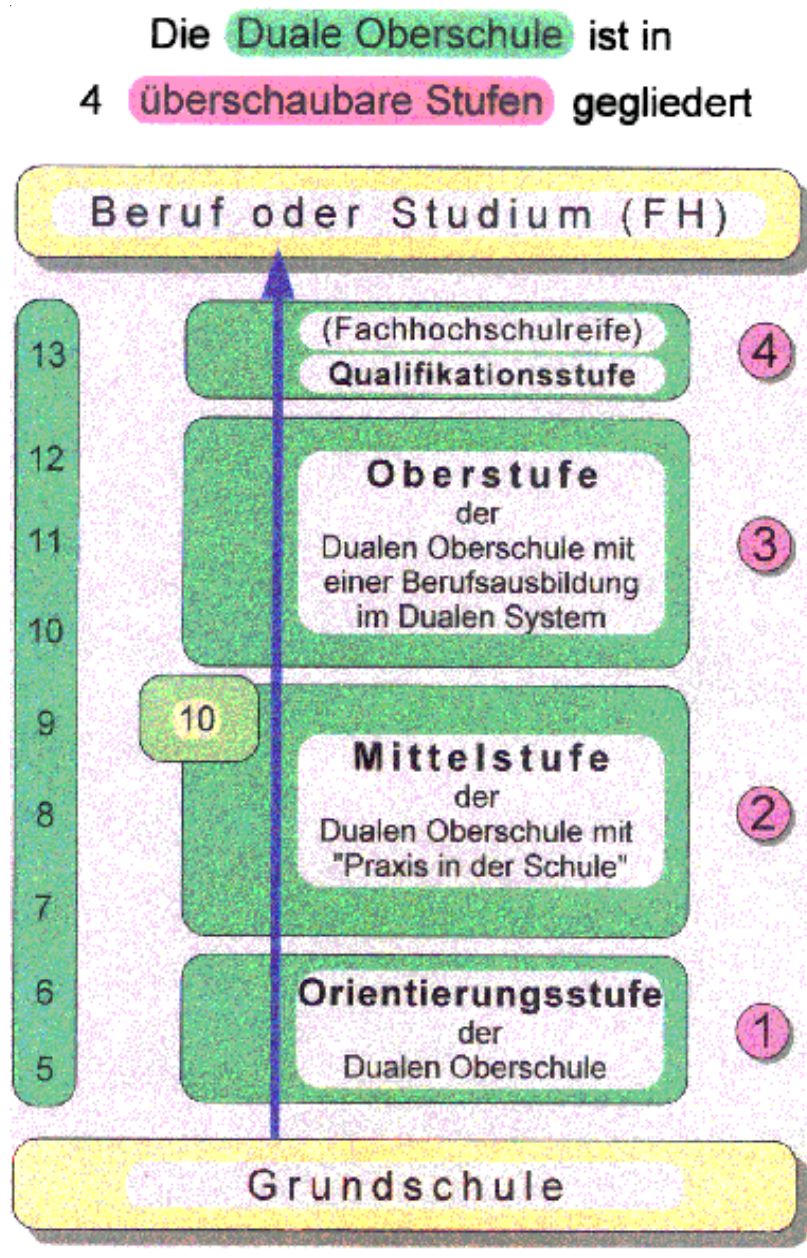 Die Duale Oberschule ist in
4 überschaubare Stufen gegliedert
Beruf oder Studium (FH)
13
(Fachhochschulreife)
Qualifikationsstufe
4
12
11
10
Oberstufe
der
Dualen Oberschule mit
einer Berufsausbildung
im Dualen System
3
10
9
8
7
Mittelstufe
der
Dualen Oberschule mit
"Praxis in der Schule"
2
6
5
Orientierungsstufe
der
Dualen Oberschule
1
Grundschule